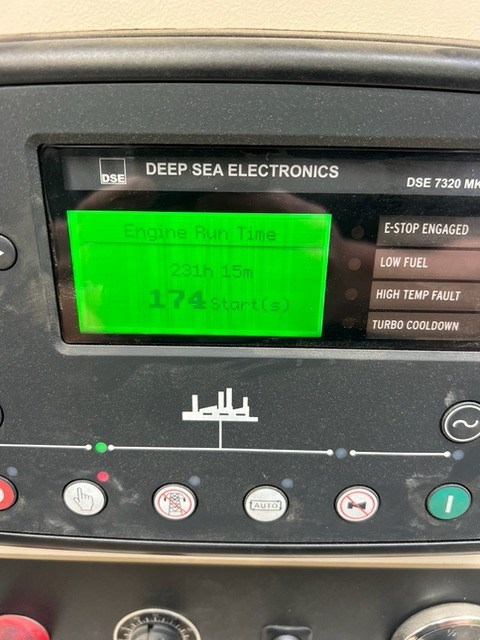 DSE
DEEP SEA ELECTRONICS
DSE 7320 MK
Engine Run Time
231h 15m
174 Start(s)
E-STOP ENGAGED
LOW FUEL
HIGH TEMP FAULT
TURBO COOLDOWN
AUTO